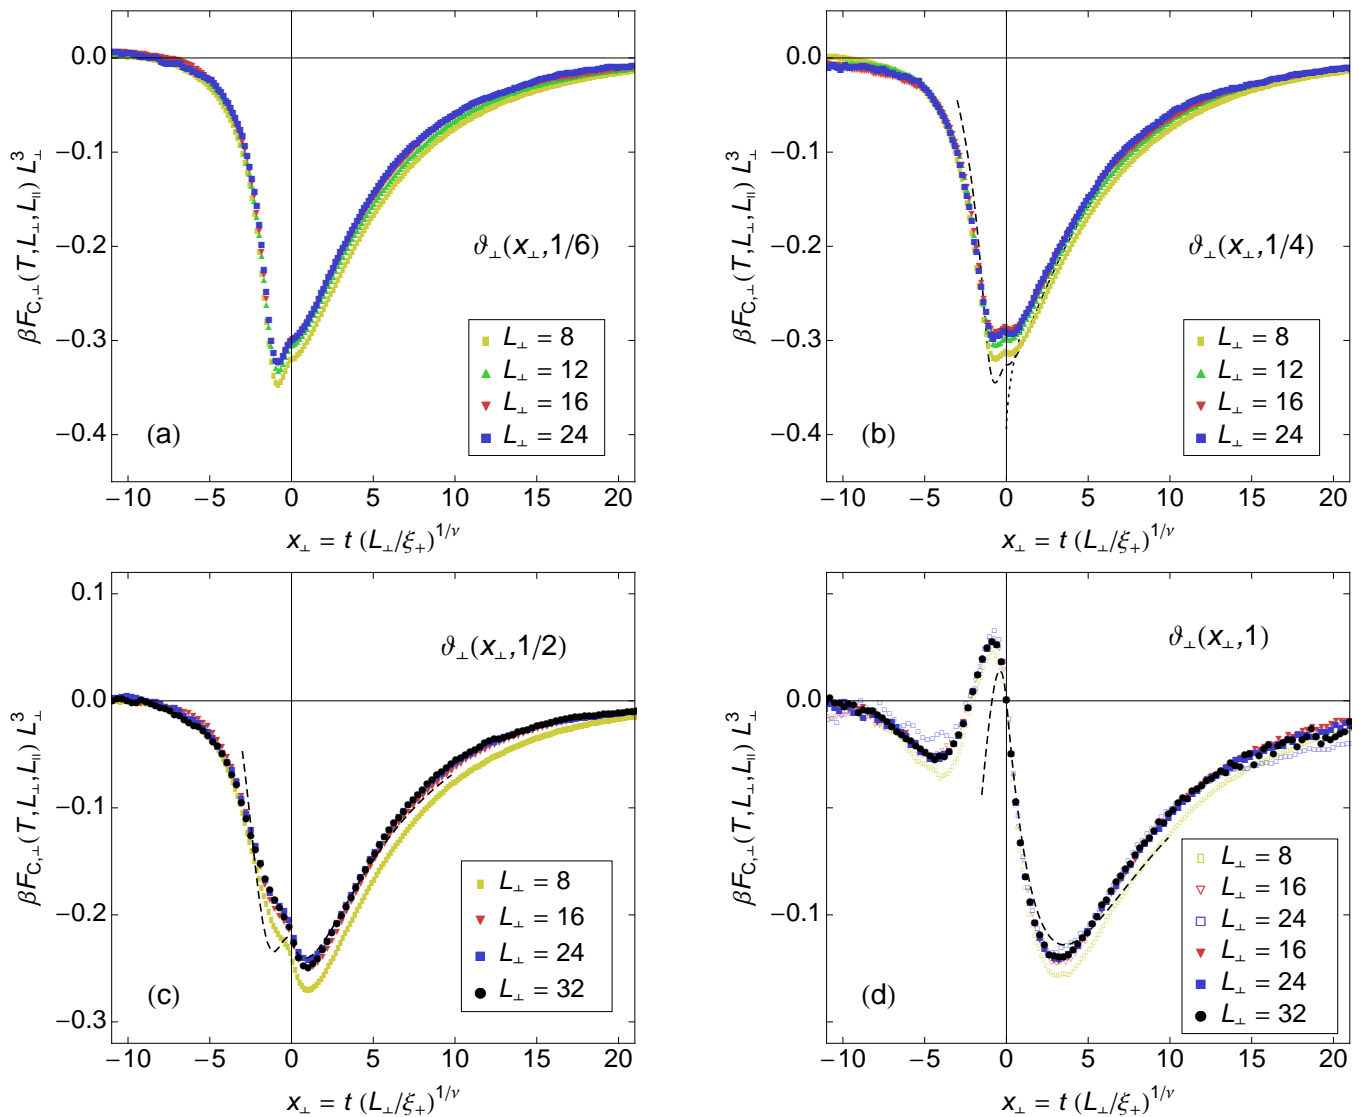 0.0
−0.1
−0.2
−0.3
−0.4
βF_C,⊥(T,L_⊥,L_||) L_⊥^3
ϑ_⊥(x_⊥,1/6)
L_⊥ = 8
L_⊥ = 12
L_⊥ = 16
L_⊥ = 24
(a)
−10 −5 0 5 10 15 20
x_⊥ = t (L_⊥/ξ_+)^1/ν
0.0
−0.1
−0.2
−0.3
−0.4
βF_C,⊥(T,L_⊥,L_||) L_⊥^3
ϑ_⊥(x_⊥,1/4)
L_⊥ = 8
L_⊥ = 12
L_⊥ = 16
L_⊥ = 24
(b)
−10 −5 0 5 10 15 20
x_⊥ = t (L_⊥/ξ_+)^1/ν
0.1
0.0
−0.1
−0.2
−0.3
βF_C,⊥(T,L_⊥,L_||) L_⊥^3
ϑ_⊥(x_⊥,1/2)
L_⊥ = 8
L_⊥ = 16
L_⊥ = 24
L_⊥ = 32
(c)
−10 −5 0 5 10 15 20
x_⊥ = t (L_⊥/ξ_+)^1/ν
0.0
−0.1
βF_C,⊥(T,L_⊥,L_||) L_⊥^3
ϑ_⊥(x_⊥,1)
L_⊥ = 8
L_⊥ = 16
L_⊥ = 24
L_⊥ = 16
L_⊥ = 24
L_⊥ = 32
(d)
−10 −5 0 5 10 15 20
x_⊥ = t (L_⊥/ξ_+)^1/ν